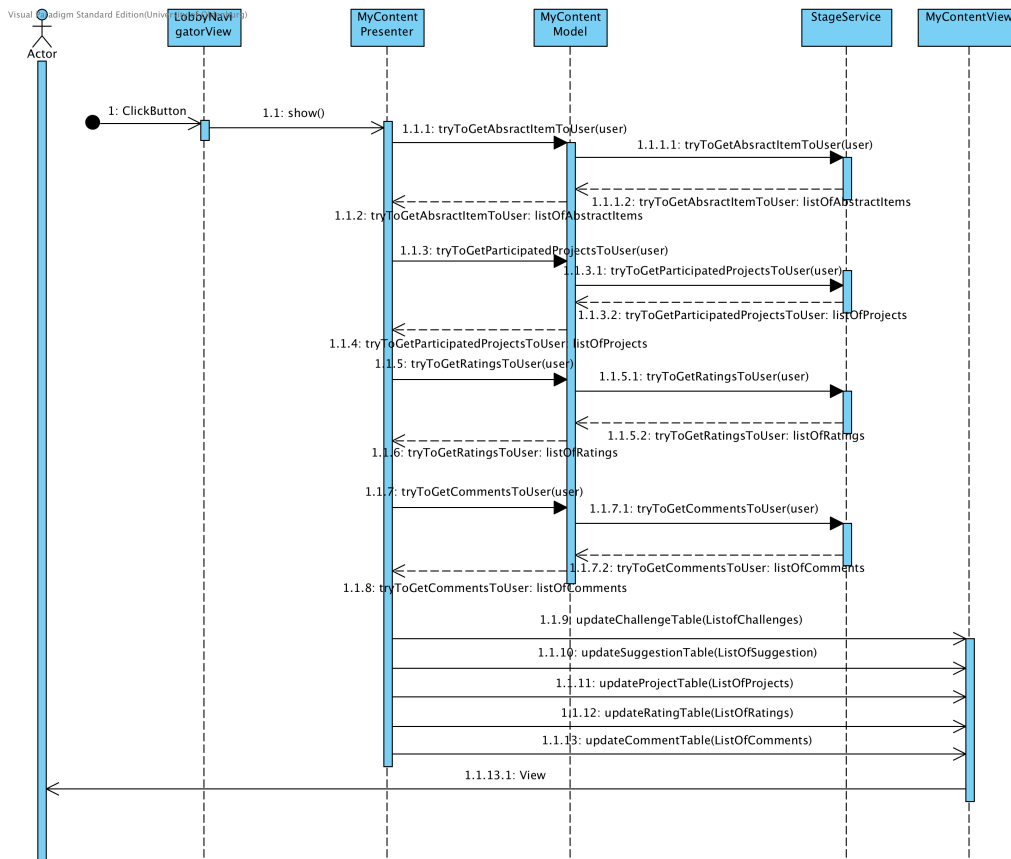 Visual Paradigm Standard Edition(University of
LobbyNavi
gatorView
MyContent
Presenter
MyContent
Model
StageService
MyContentView
Actor
1: ClickButton
1.1: show()
1.1.1: tryToGetAbsractItemToUser(user)
1.1.1.1: tryToGetAbsractItemToUser(user)
1.1.1.2: tryToGetAbsractItemToUser: listOfAbstractItems
1.1.2: tryToGetAbsractItemToUser: listOfAbstractItems
1.1.3: tryToGetParticipatedProjectsToUser(user)
1.1.3.1: tryToGetParticipatedProjectsToUser(user)
1.1.3.2: tryToGetParticipatedProjectsToUser: listOfProjects
1.1.4: tryToGetParticipatedProjectsToUser: listOfProjects
1.1.5: tryToGetRatingsToUser(user)
1.1.5.1: tryToGetRatingsToUser(user)
1.1.5.2: tryToGetRatingsToUser: listOfRatings
1.1.6: tryToGetRatingsToUser: listOfRatings
1.1.7: tryToGetCommentsToUser(user)
1.1.7.1: tryToGetCommentsToUser(user)
1.1.7.2: tryToGetCommentsToUser: listOfComments
1.1.8: tryToGetCommentsToUser: listOfComments
1.1.9: updateChallengeTable(ListofChallenges)
1.1.10: updateSuggestionTable(ListOfSuggestion)
1.1.11: updateProjectTable(ListOfProjects)
1.1.12: updateRatingTable(ListOfRatings)
1.1.13: updateCommentTable(ListOfComments)
1.1.13.1: View